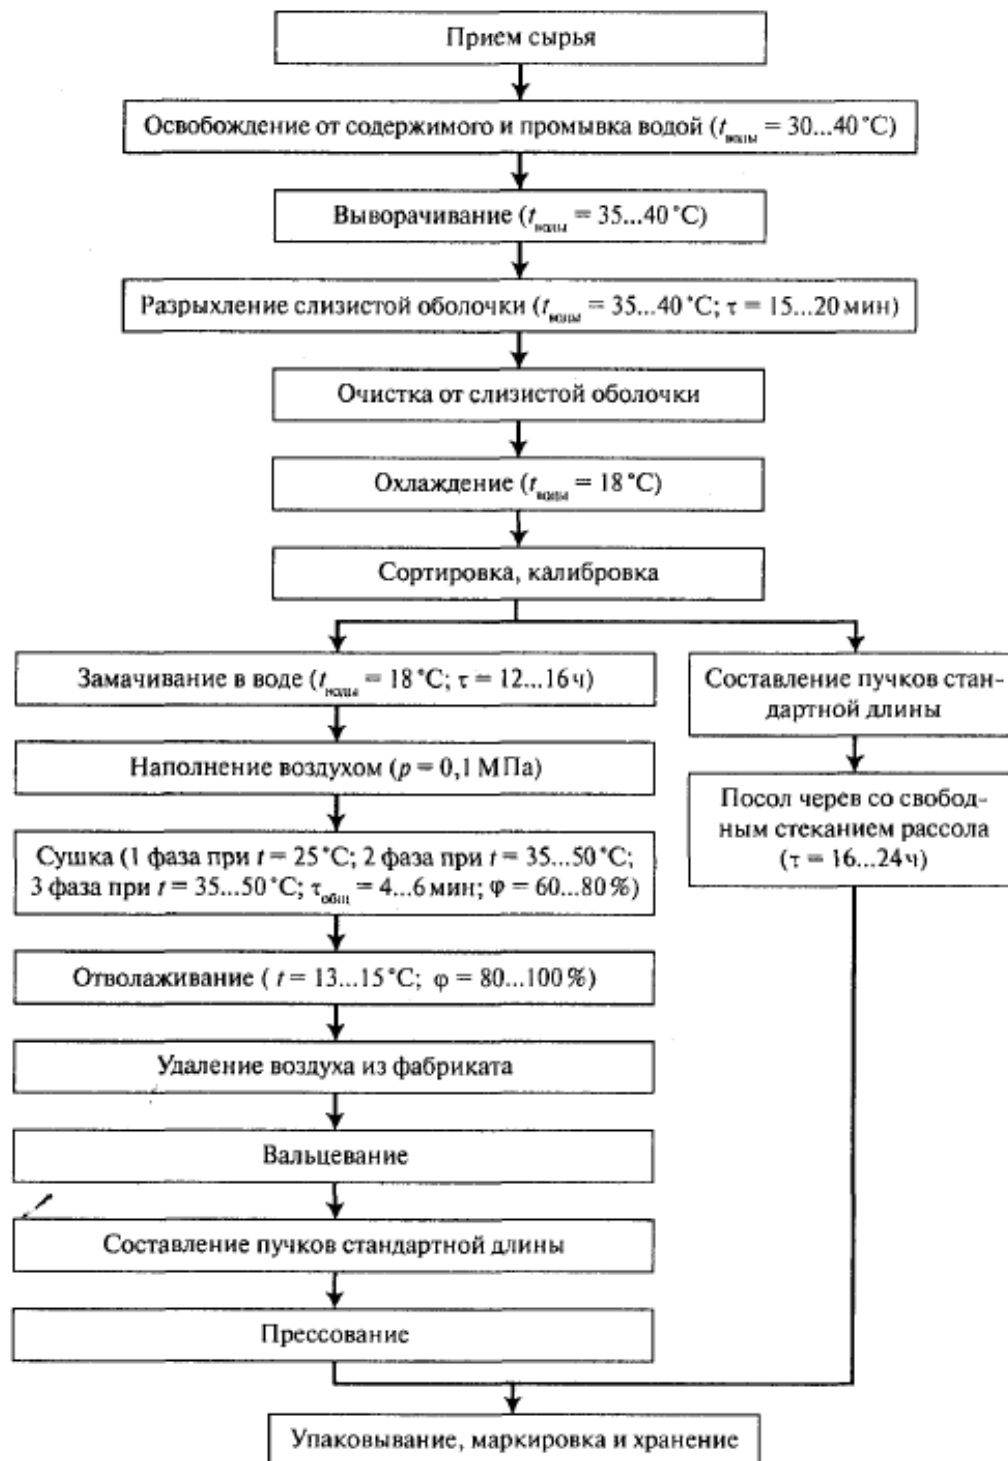 Прием сырья
Освобождение от содержимого и промывка водой (tводы = 30...40 °C)
Выворачивание (tводы = 35...40 °C)
Разрыхление слизистой оболочки (tводы = 35...40 °C; τ = 15...20 мин)
Очистка от слизистой оболочки
Охлаждение (tводы = 18 °C)
Сортировка, калибровка
Замачивание в воде (tводы = 18 °C; τ = 12...16 ч)
Наполнение воздухом (p = 0,1 МПа)
Сушка (1 фаза при t = 25 °C; 2 фаза при t = 35...50 °C;
3 фаза при t = 35...50 °C; τобщ = 4...6 мин; φ = 60...80 %)
Отволаживание ( t = 13...15 °C; φ = 80...100 %)
Удаление воздуха из фабриката
Вальцевание
Составление пучков стандартной длины
Прессование
Составление пучков стан-
дартной длины
Посол черев со свобод-
ным стеканием рассола
(τ = 16...24 ч)
Упаковывание, маркировка и хранение